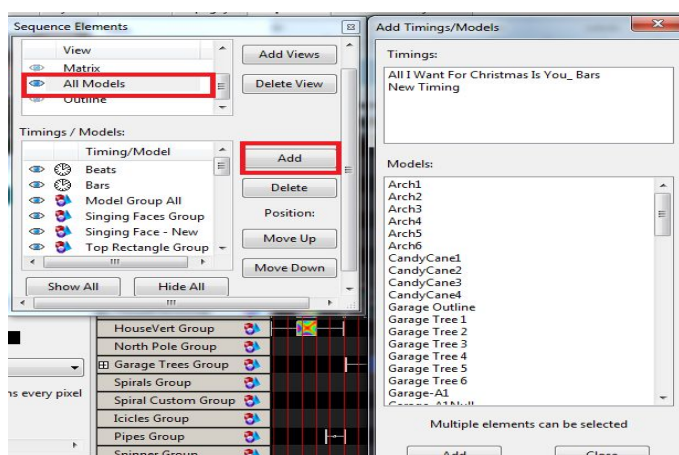 Sequence Elements
View
Matrix
All Models
Outline
Add Views
Delete View
Timings / Models:
Timing/Model
Beats
Bars
Model Group All
Singing Faces Group
Singing Face - New
Top Rectangle Group
Add
Delete
Position:
Move Up
Move Down
Show All
Hide All
HouseVert Group
North Pole Group
Garage Trees Group
Spirals Group
Spiral Custom Group
Icicles Group
Pipes Group
Spinner Group
ns every pixel
Add Timings/Models
Timings:
All I Want For Christmas Is You_ Bars
New Timing
Models:
Arch1
Arch2
Arch3
Arch4
Arch5
Arch6
CandyCane1
CandyCane2
CandyCane3
CandyCane4
Garage Outline
Garage Tree 1
Garage Tree 2
Garage Tree 3
Garage Tree 4
Garage Tree 5
Garage Tree 6
Garage-A1
Garage-A1Null
Multiple elements can be selected
Add
Close